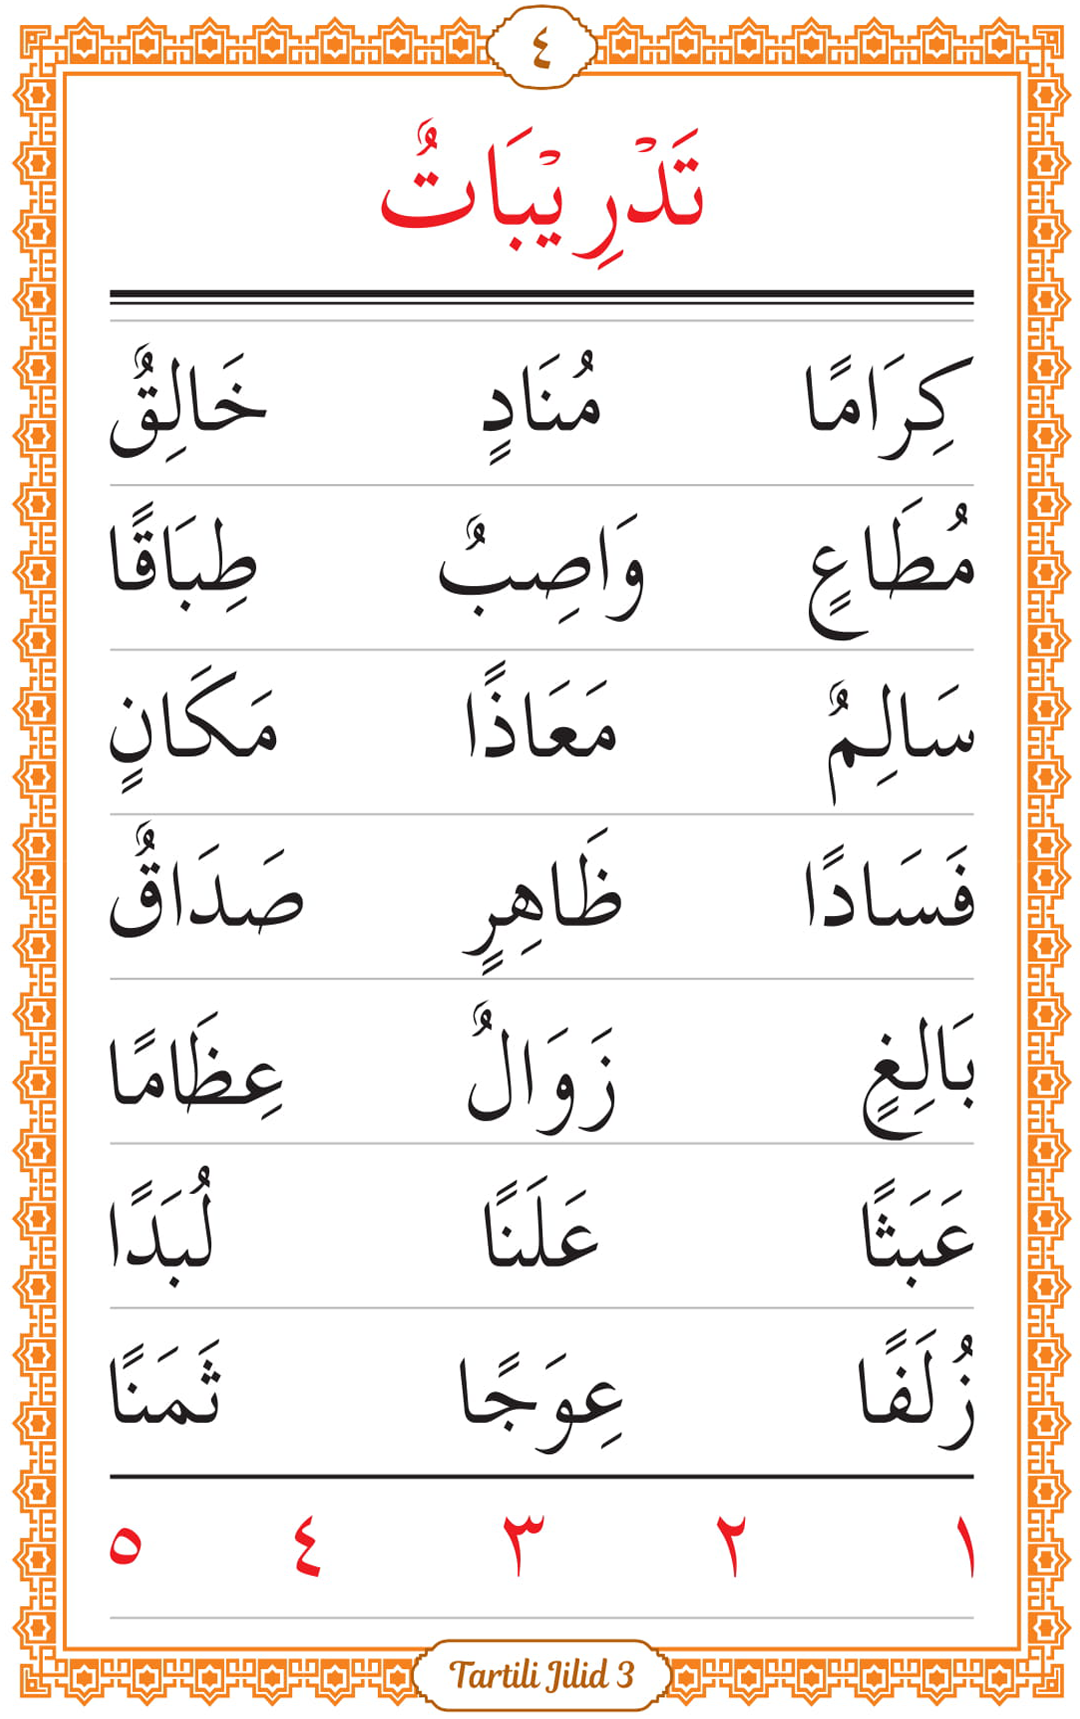 ٤
تَدْرِيْبَاتٌ
كِرَامًا مُنَادٍ خَالِقٌ
مُطَاعٍ وَاصِبٌ طِبَاقًا
سَالِمٌ مَعَاذًا مَكَانٍ
فَسَادًا ظَاهِرٍ صَدَاقٌ
بَالِغٍ زَوَالٌ عِظَامًا
عَبَثًا عَلَنًا لُبَدًا
زُلَفًا عِوَجًا ثَمَنًا
١ ٢ ٣ ٤ ٥
Tartili Jilid 3